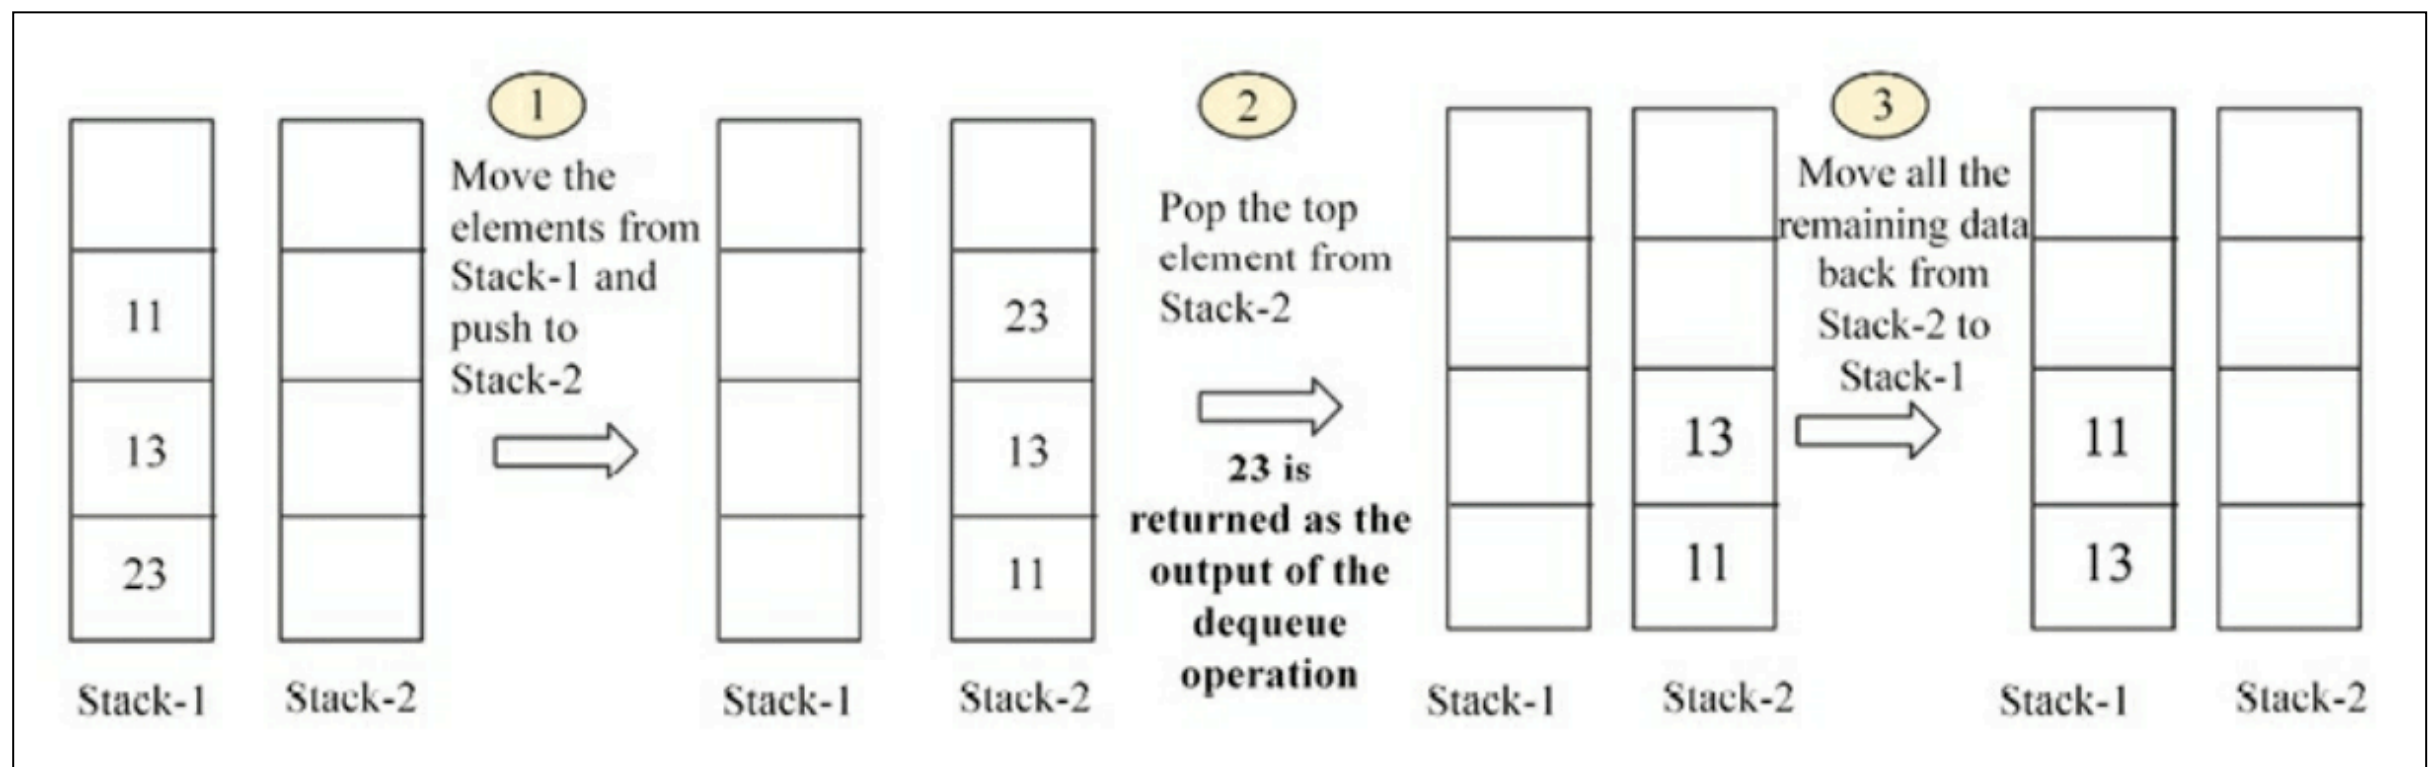 1
Move the
elements from
Stack-1 and
push to
Stack-2
11
13
23
Stack-1
Stack-2
23
13
11
Stack-1
Stack-2
2
Pop the top
element from
Stack-2
23 is
returned as the
output of the
dequeue
operation
13
11
Stack-1
Stack-2
3
Move all the
remaining data
back from
Stack-2 to
Stack-1
11
13
Stack-1
Stack-2